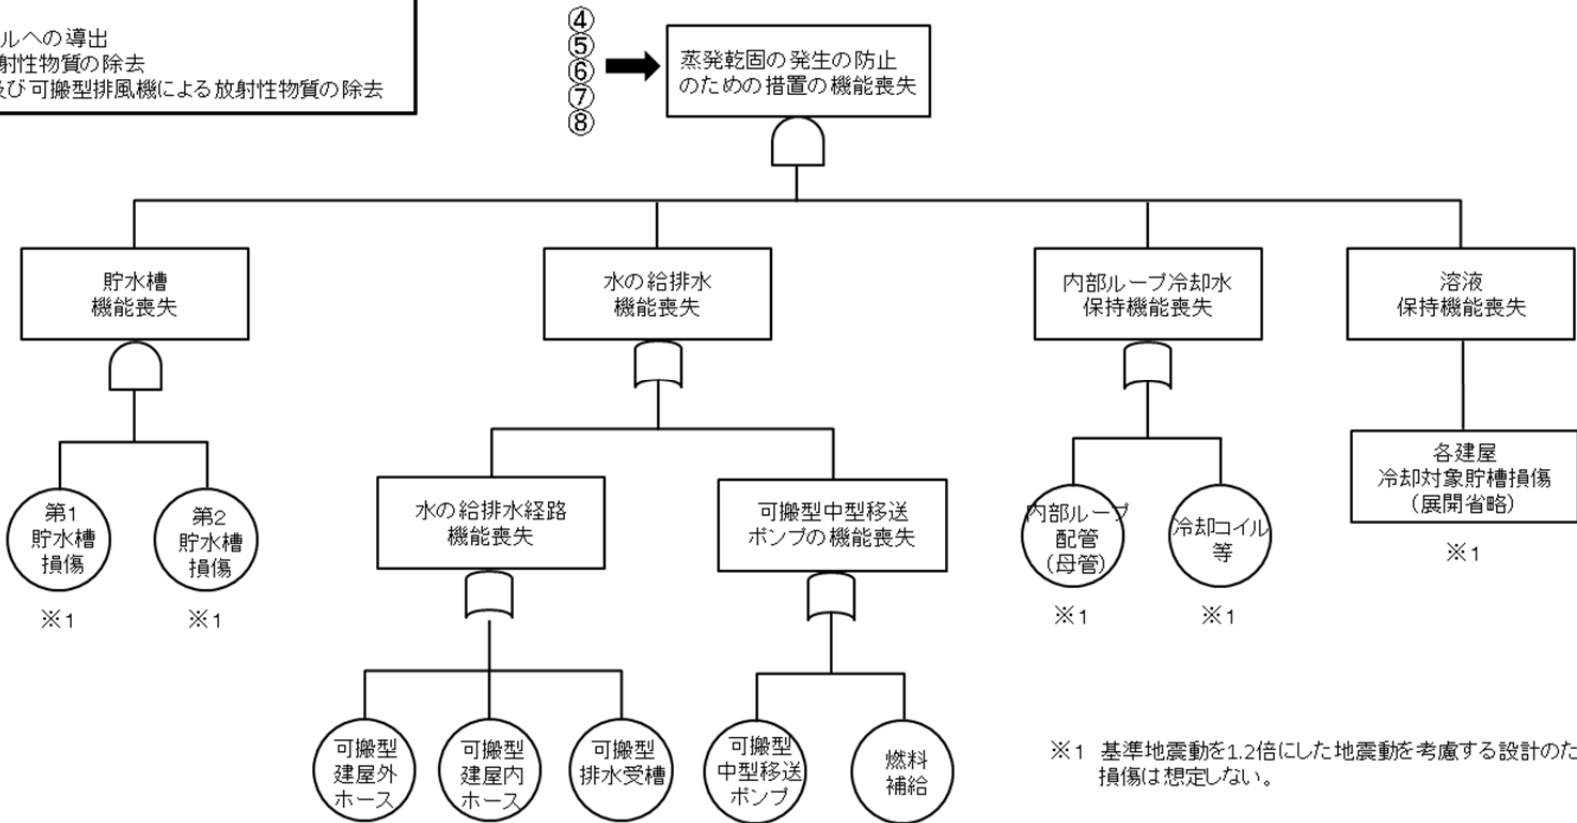 ルへの導出
射性物質の除去
及び可搬型排風機による放射性物質の除去
④
⑤
⑥
⑦
⑧
蒸発乾固の発生の防止
のための措置の機能喪失
貯水槽
機能喪失
水の給排水
機能喪失
内部ループ冷却水
保持機能喪失
溶液
保持機能喪失
第1
貯水槽
損傷
※1
第2
貯水槽
損傷
※1
水の給排水経路
機能喪失
可搬型中型移送
ポンプの機能喪失
内部ループ
配管
(母管)
※1
冷却コイル
等
※1
各建屋
冷却対象貯槽損傷
(展開省略)
※1
可搬型
建屋外
ホース
可搬型
建屋内
ホース
可搬型
排水受槽
可搬型
中型移送
ポンプ
燃料
補給
※1 基準地震動を1.2倍にした地震動を考慮する設計のた
損傷は想定しない。